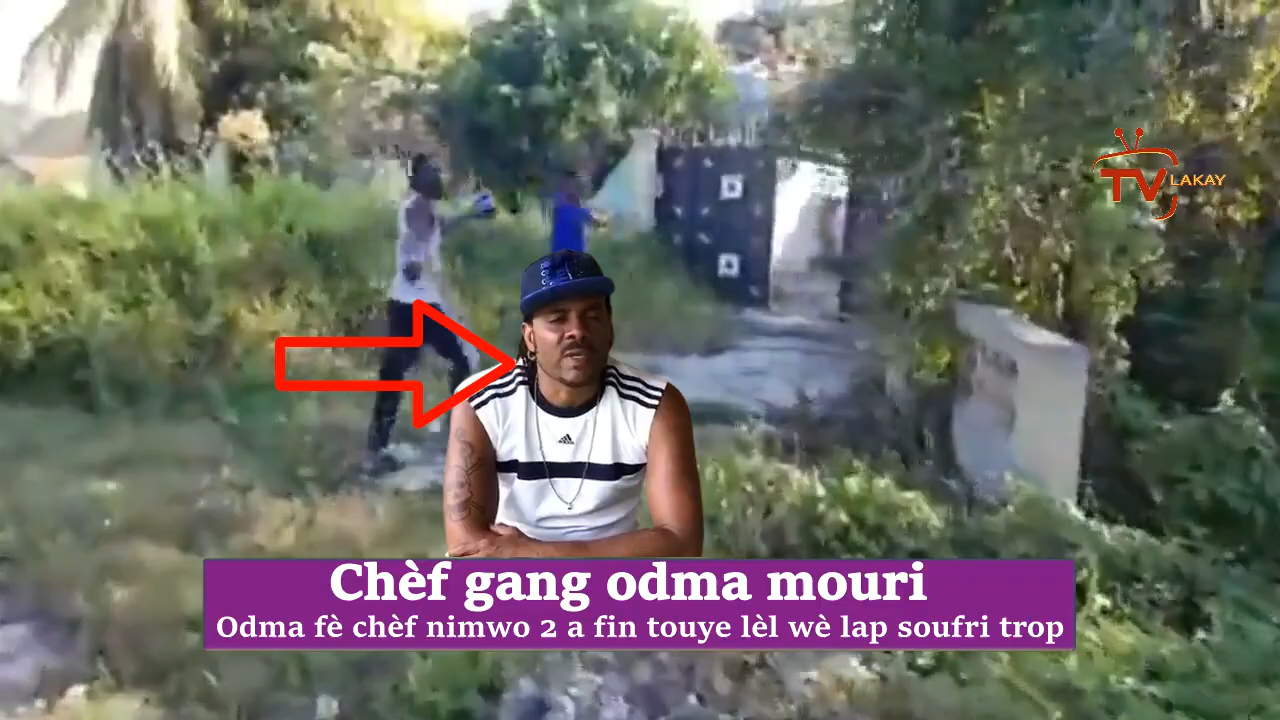 TV LAKAY
Chèf gang odma mouri
Odma fè chèf nimwo 2 a fin touye lèl wè lap soufri trop